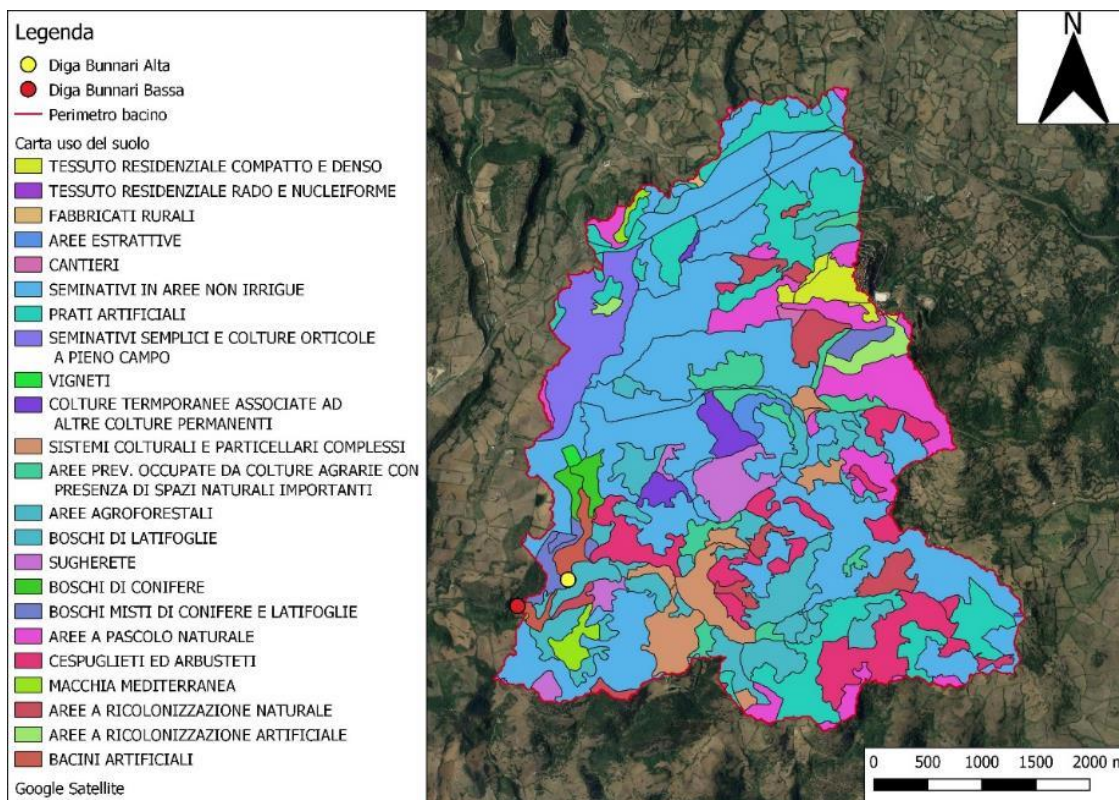 Legenda
Diga Bunnari Alta
Diga Bunnari Bassa
Perimetro bacino
Carta uso del suolo
TESSUTO RESIDENZIALE COMPATTO E DENSO
TESSUTO RESIDENZIALE RADO E NUCLEIFORME
FABBRICATI RURALI
AREE ESTRATTIVE
CANTIERI
SEMINATIVI IN AREE NON IRRIGUE
PRATI ARTIFICIALI
SEMINATIVI SEMPLICI E COLTURE ORTICOLE
A PIENO CAMPO
VIGNETI
COLTURE TERMPORANEE ASSOCIATE AD
ALTRE COLTURE PERMANENTI
SISTEMI COLTURALI E PARTICELLARI COMPLESSI
AREE PREV. OCCUPATE DA COLTURE AGRARIE CON
PRESENZA DI SPAZI NATURALI IMPORTANTI
AREE AGROFORESTALI
BOSCHI DI LATIFOGLIE
SUGHERETE
BOSCHI DI CONIFERE
BOSCHI MISTI DI CONIFERE E LATIFOGLIE
AREE A PASCOLO NATURALE
CESPUGLIETI ED ARBUSTETI
MACCHIA MEDITERRANEA
AREE A RICOLONIZZAZIONE NATURALE
AREE A RICOLONIZZAZIONE ARTIFICIALE
BACINI ARTIFICIALI
Google Satellite
N
0 500 1000 1500 2000 m